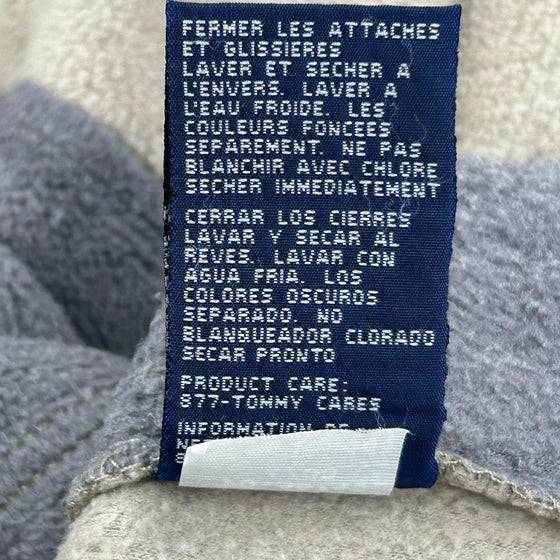 FERMER LES ATTACHES
ET GLISSIERES
LAVER ET SECHER A
L'ENVERS. LAVER A
L'EAU FROIDE. LES
COULEURS FONCEES
SEPAREMENT. NE PAS
BLANCHIR AVEC CHLORE
SECHER IMMEDIATEMENT
CERRAR LOS CIERRES
LAVAR Y SECAR AL
REVES. LAVAR CON
AGUA FRIA. LOS
COLORES OSCUROS
SEPARADO. NO
BLANQUEADOR CLORADO
SECAR PRONTO
PRODUCT CARE:
877-TOMMY CARES
INFORMATION